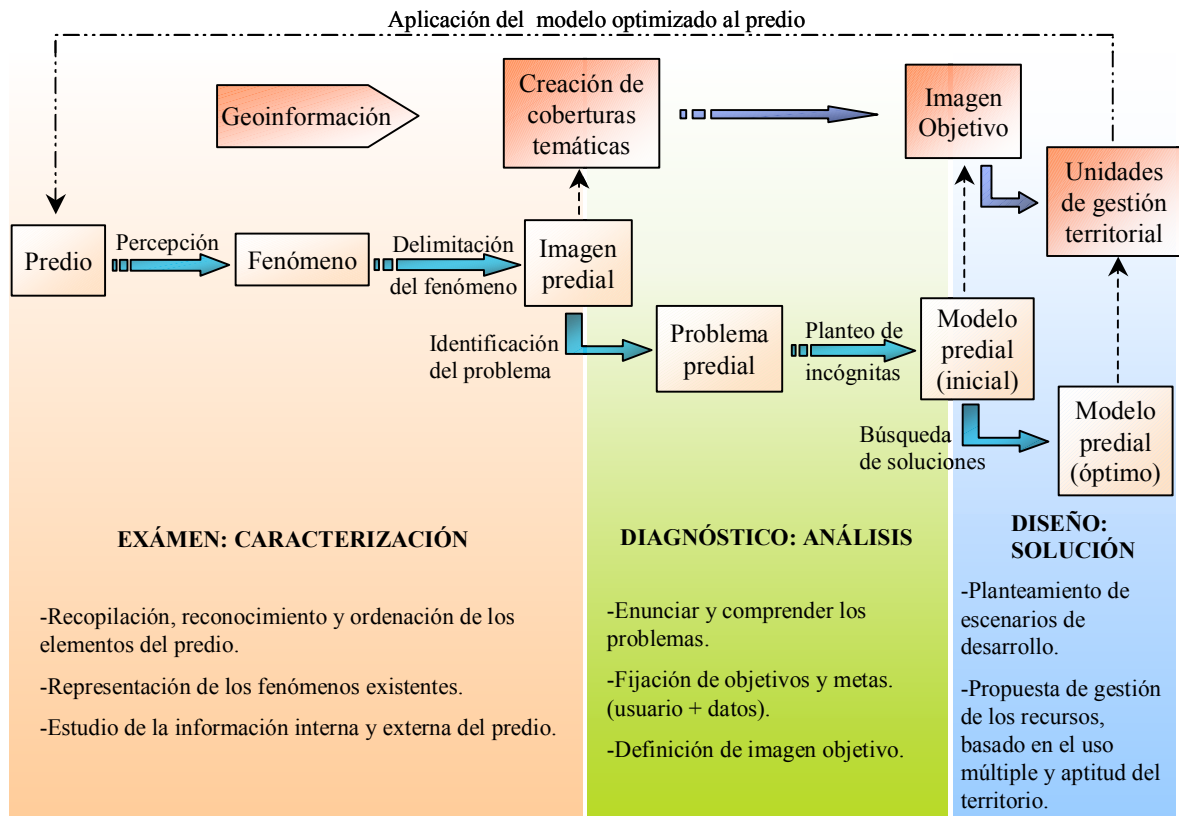 Aplicación del modelo optimizado al predio
Geoinformación
Creación de
coberturas
temáticas
Imagen
Objetivo
Unidades
de gestión
territorial
Predio
Percepción
Fenómeno
Delimitación
del fenómeno
Imagen
predial
Identificación
del problema
Problema
predial
Planteo de
incógnitas
Modelo
predial
(inicial)
Búsqueda
de soluciones
Modelo
predial
(óptimo)
EXÁMEN: CARACTERIZACIÓN
-Recopilación, reconocimiento y ordenación de los
elementos del predio.
-Representación de los fenómenos existentes.
-Estudio de la información interna y externa del predio.
DIAGNÓSTICO: ANÁLISIS
-Enunciar y comprender los
problemas.
-Fijación de objetivos y metas.
(usuario + datos).
-Definición de imagen objetivo.
DISEÑO:
SOLUCIÓN
-Planteamiento de
escenarios de
desarrollo.
-Propuesta de gestión
de los recursos,
basado en el uso
múltiple y aptitud del
territorio.